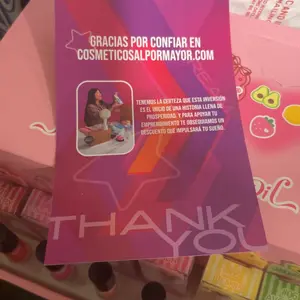 GRACIAS POR CONFIAR EN
COSMETICOSALPORMAYOR.COM
TENEMOS LA CERTEZA QUE ESTA INVERSIÓN
ES EL INICIO DE UNA HISTORIA LLENA DE
PROSPERIDAD, Y PARA APOYAR TU
EMPRENDIMIENTO TE OBSEQUIAMOS UN
DESCUENTO QUE IMPULSARÁ TU SUEÑO.
THANK
YOU